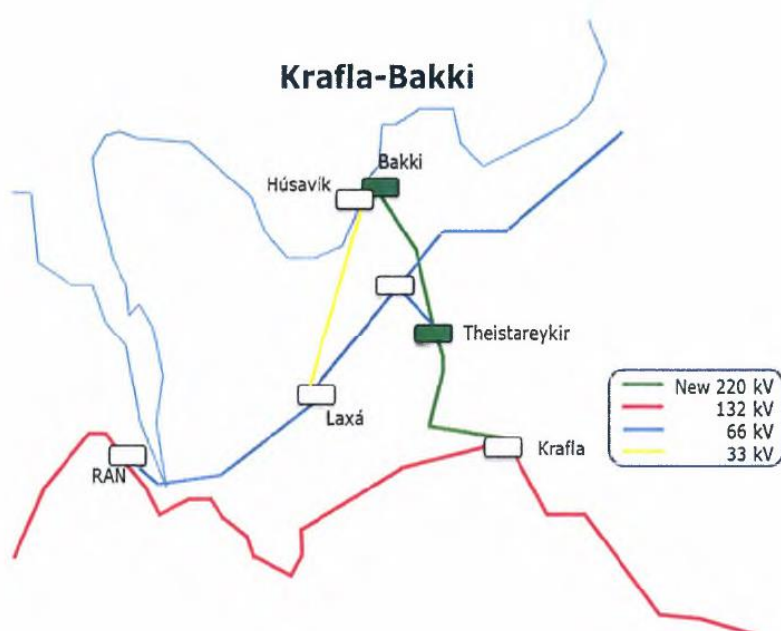 Krafla-Bakki
Bakki
Húsavík
Theistareykir
Laxá
Krafla
RAN
New 220 kV
132 kV
66 kV
33 kV